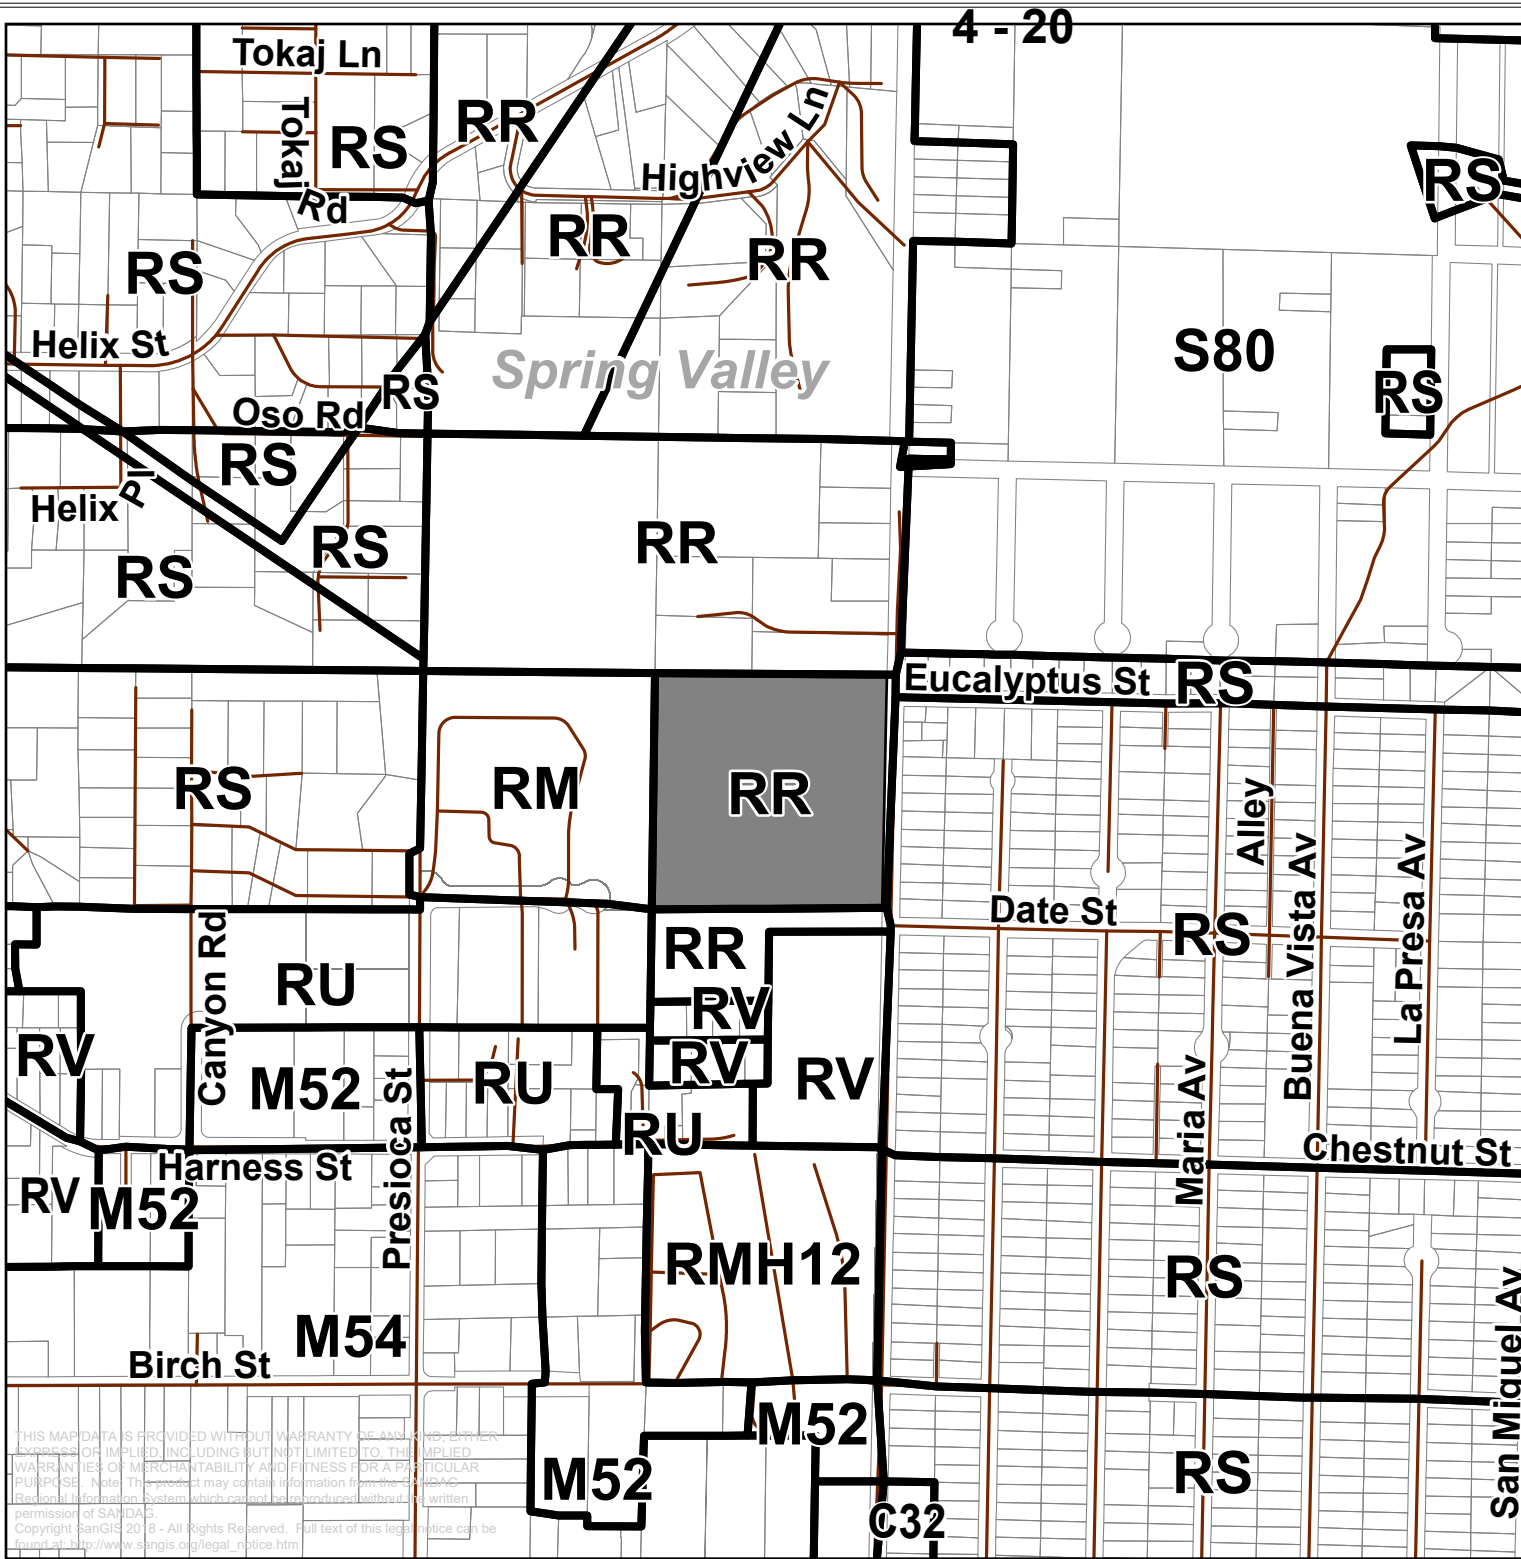 4 - 20
Tokaj Ln
Tokaj Rd
RS
RR
Highview Ln
RS
RR
RR
RS
S80
Helix St
Spring Valley
RS
RS
Oso Rd
RS
Helix Pl
RS
RR
RS
Eucalyptus St
RS
RS
RM
RR
Alley
Buena Vista Av
La Presa Av
Date St
RS
Canyon Rd
RU
RR
RV
RV
RV
M52
Presioca St
RU
RV
RU
Maria Av
Chestnut St
Harness St
RV
M52
RMH12
RS
San Miguel Av
M54
Birch St
M52
M52
RS
C32
THIS MAP/DATA IS PROVIDED WITHOUT WARRANTY OF ANY KIND, EITHER
EXPRESS OR IMPLIED, INCLUDING BUT NOT LIMITED TO, THE IMPLIED
WARRANTIES OF MERCHANTABILITY AND FITNESS FOR A PARTICULAR
PURPOSE. Note: This product may contain information from the SANDAG
Regional Information System which cannot be reproduced without the written
permission of SANDAG.
Copyright SanGIS 2018 - All Rights Reserved. Full text of this legal notice can be
found at: http://www.sangis.org/legal_notice.htm